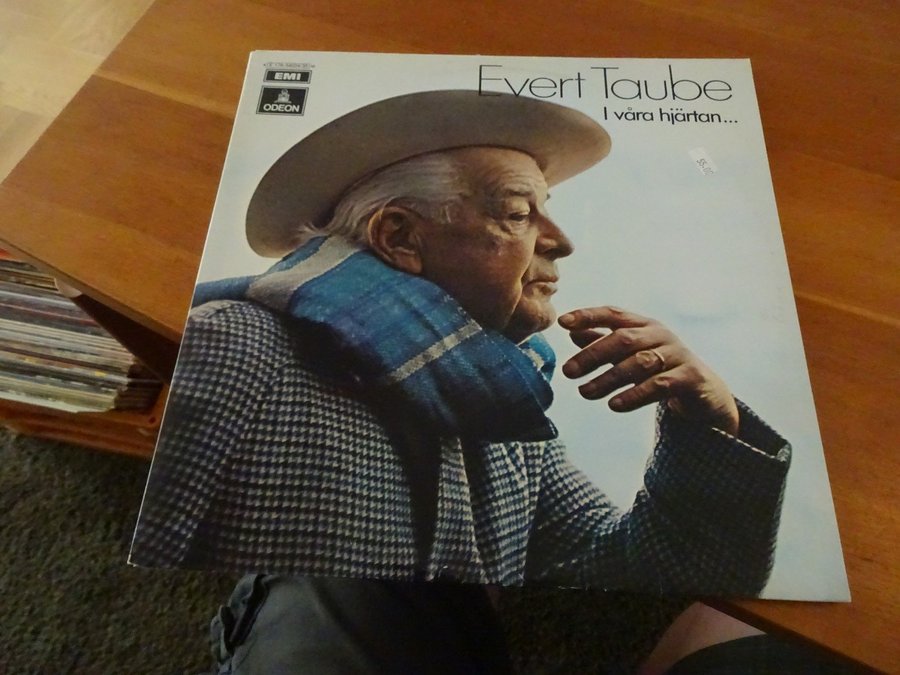 EMI
ODEON
Evert Taube
I våra hjärtan...